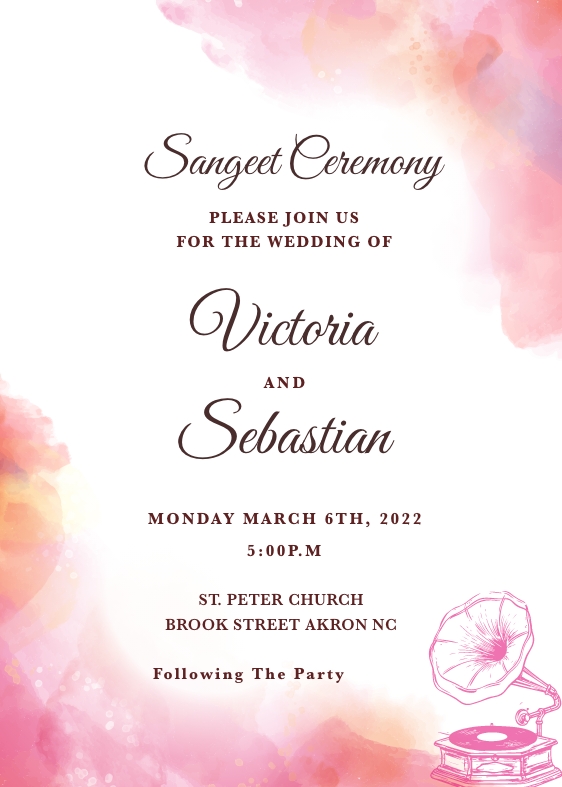 Sangeet Ceremony
PLEASE JOIN US
FOR THE WEDDING OF
Victoria
AND
Sebastian
MONDAY MARCH 6TH, 2022
5:00P.M
ST. PETER CHURCH
BROOK STREET AKRON NC
Following The Party